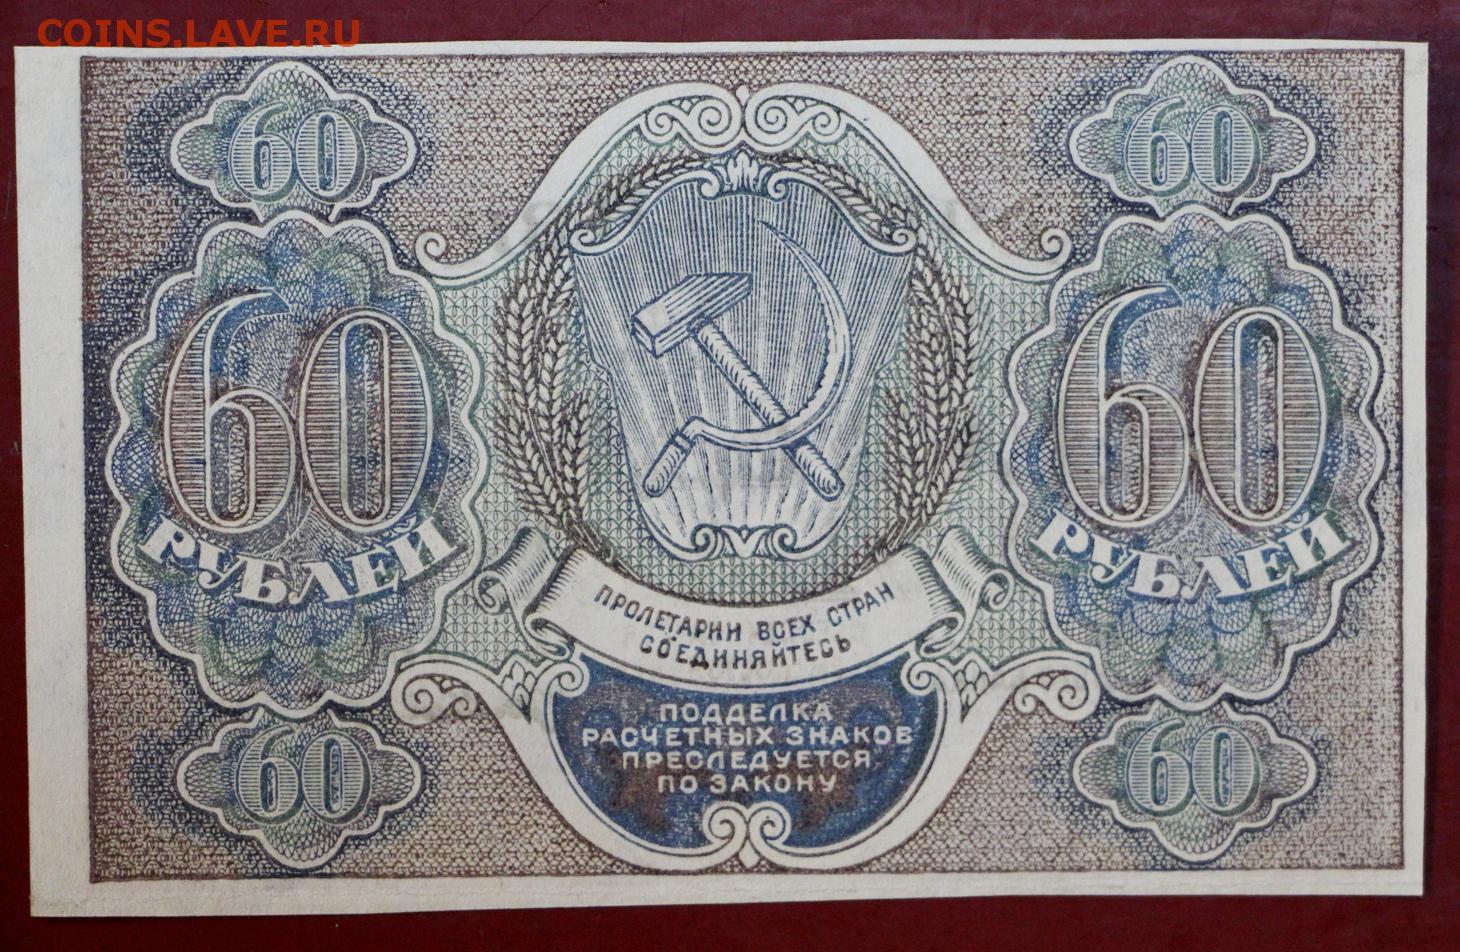 COINS.LAVE.RU
60 60
60 60
РУБЛЕЙ РУБЛЕЙ
ПРОЛЕТАРИИ ВСЕХ СТРАН
СОЕДИНЯЙТЕСЬ
ПОДДЕЛКА
РАСЧЕТНЫХ ЗНАКОВ
ПРЕСЛЕДУЕТСЯ
ПО ЗАКОНУ
60 60